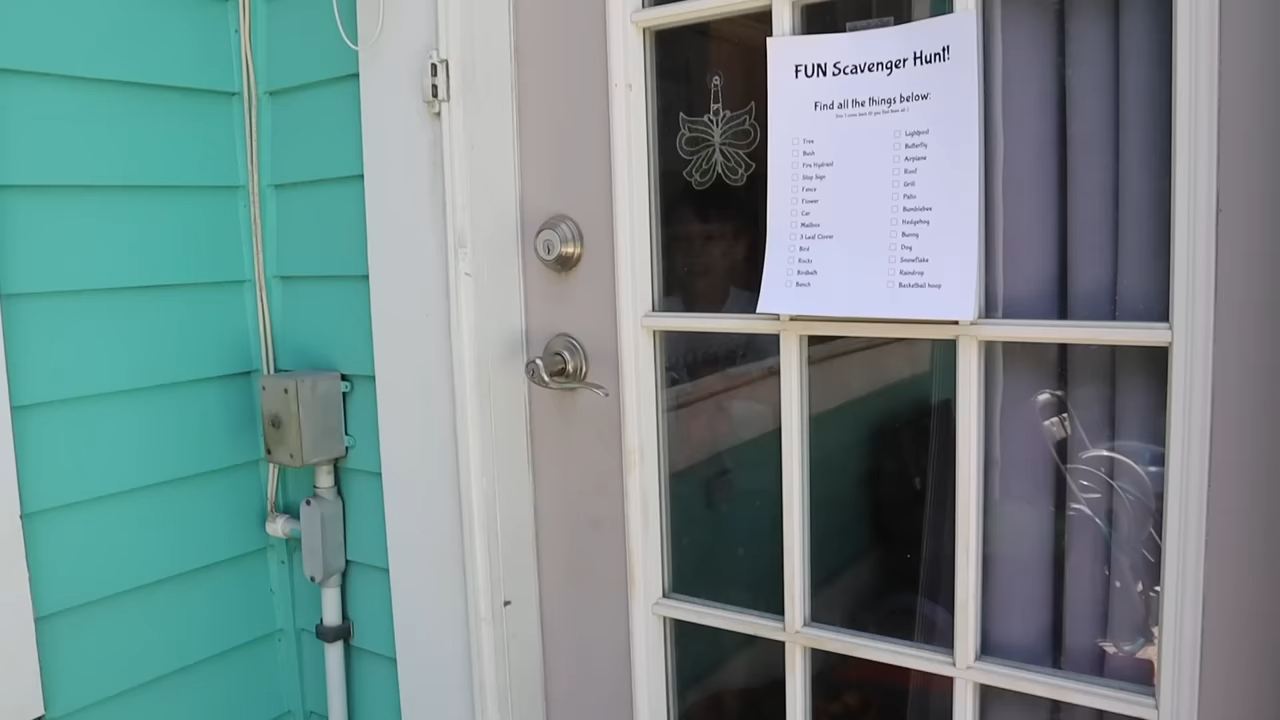 FUN Scavenger Hunt!
Find all the things below:
Tree
Bush
Fire Hydrant
Stop Sign
Fence
Flower
Car
Mailbox
3 Leaf Clover
Bird
Rocks
Birdbath
Bench
Lightpost
Butterfly
Airplane
Roof
Grill
Patio
Bumblebee
Hedgehog
Bunny
Dog
Snowflake
Raindrop
Basketball hoop